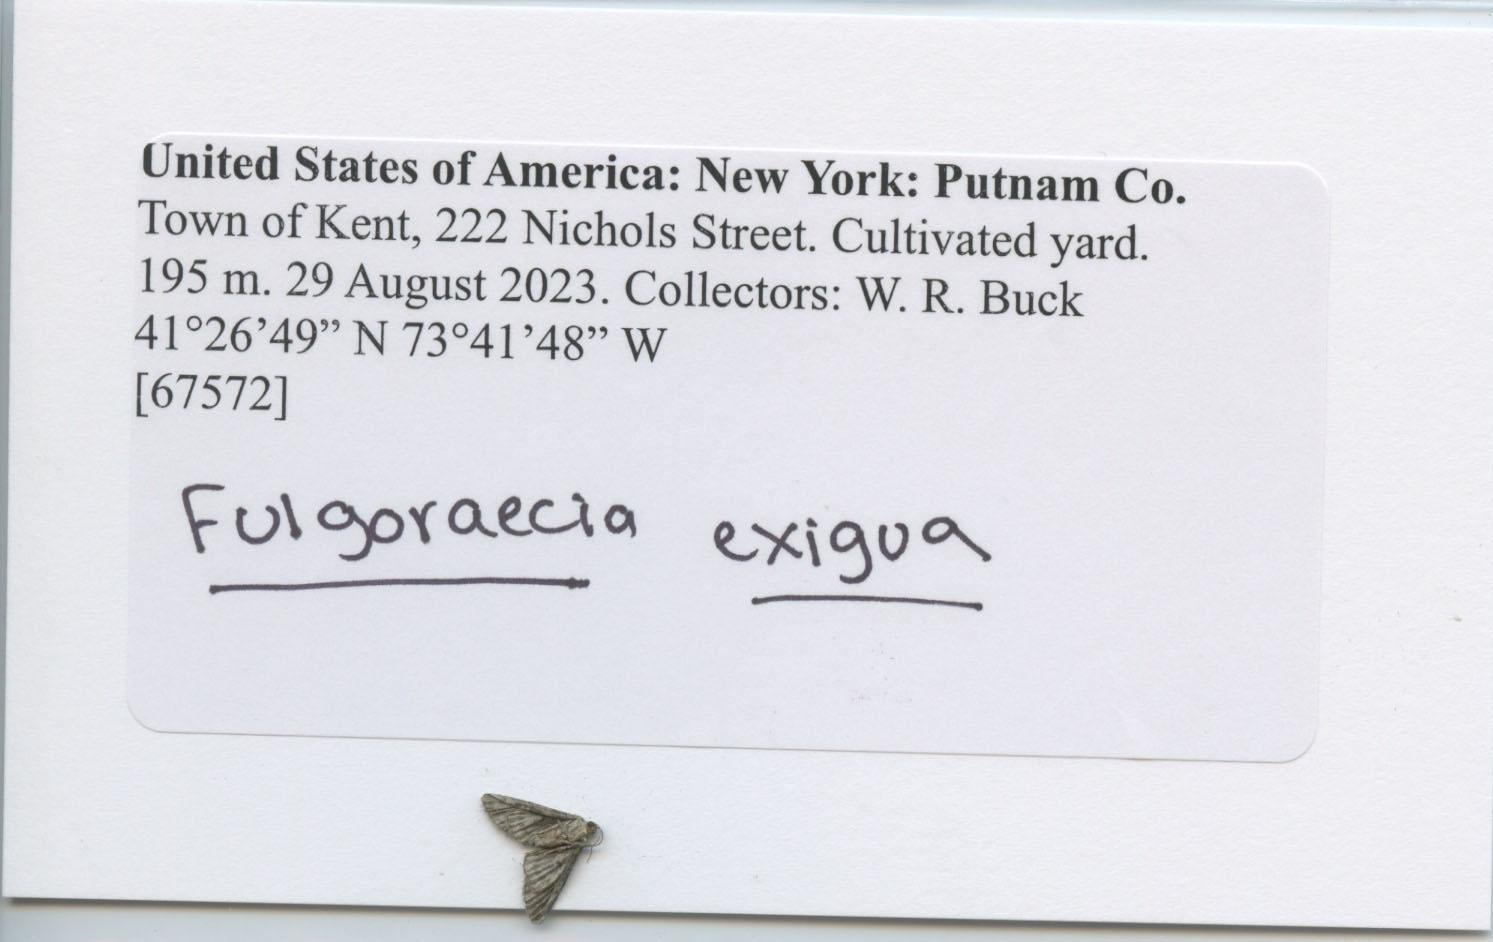 United States of America: New York: Putnam Co.
Town of Kent, 222 Nichols Street. Cultivated yard.
195 m. 29 August 2023. Collectors: W. R. Buck
41°26’49” N 73°41’48” W
[67572]
Fulgoraecia exigua